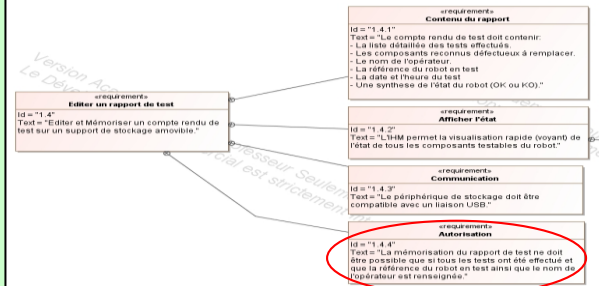 «requirement»
Contenu du rapport
Id = "1.4.1"
Text = "Le compte rendu de test doit contenir:
- La liste détaillée des tests effectués.
- Les composants reconnus défectueux à remplacer.
- Le nom de l'opérateur.
- La référence du robot en test
- La date et l'heure du test
- Une synthese de l'état du robot (OK ou KO)."
«requirement»
Editer un rapport de test
Id = "1.4"
Text = "Editer et Mémoriser un compte rendu de
test sur un support de stockage amovible."
«requirement»
Afficher l'état
Id = "1.4.2"
Text = "L'IHM permet la visualisation rapide (voyant) de
l'état de tous les composants testables du robot."
«requirement»
Communication
Id = "1.4.3"
Text = "Le périphérique de stockage doit être
compatible avec un liaison USB."
«requirement»
Autorisation
Id = "1.4.4"
Text = "La mémorisation du rapport de test ne doit
être possible que si tous les tests ont été effectué et
que la référence du robot en test ainsi que le nom de
l'opérateur est renseignée."
Version
Le Dév
fesseur Seulem
rcial est strictement